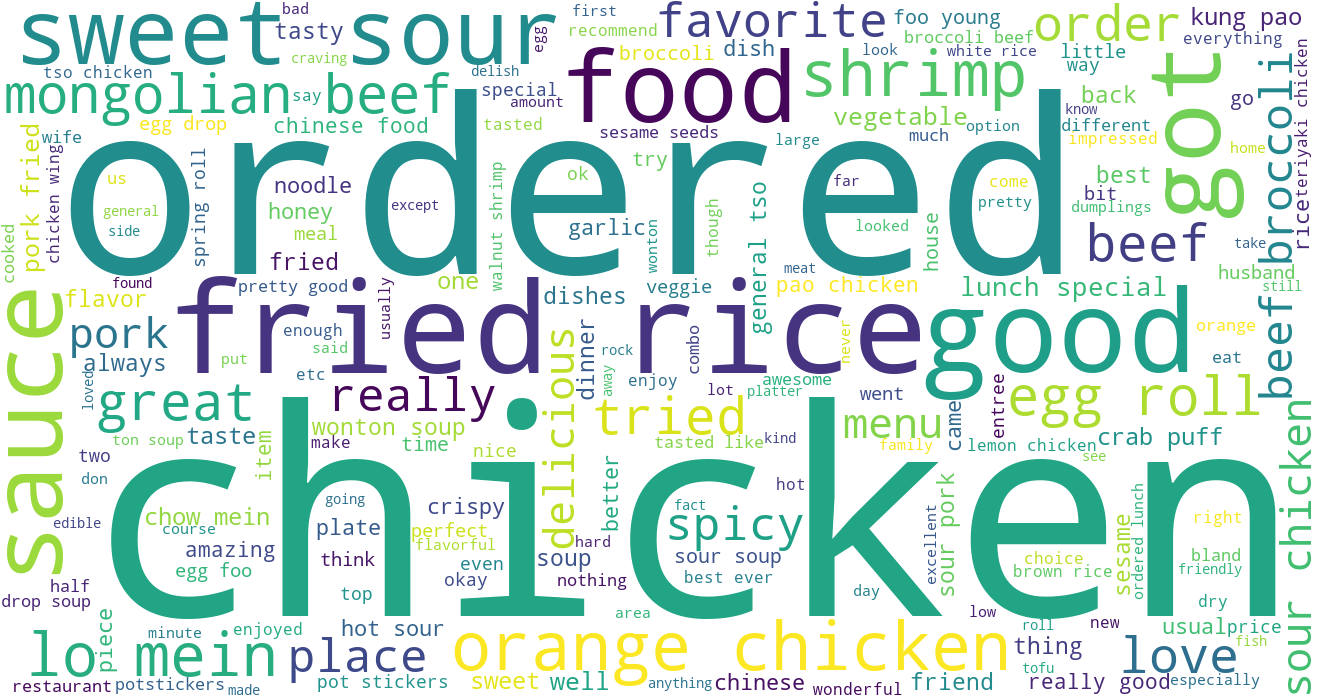 bad
first
sweet
sour
favorite
foo young
order
kung pao
tasty
egg
recommend
broccoli beef
everything
craving
broccoli
dish
look
white rice
little
tso chicken
delish
food
way
mongolian
beef
say
special
shrimp
back
got
broccoli
amount
know
go
egg drop
chinese food
tasted
sesame seeds
vegetable
much
option
different
teriyaki chicken
rice
wife
large
impressed
home
ordered
pork fried
chicken wing
spring roll
us
noodle
try
ok
far
come
best
general
except
honey
walnut shrimp
pretty
bit
dumplings
side
meal
garlic
wonton
though
general tso
looked
house
beef
take
cooked
fried
meat
husband
found
pretty good
usually
one
dishes
veggie
pao chicken
lunch special
still
flavor
sauce
pork
fried rice
good
orange
enough
always
said
put
rock
never
beef
eat
loved
etc
dinner
combo
away
enjoy
lot
awesome
platter
went
great
really
delicious
tried
menu
came
entree
egg roll
wonton soup
ton soup
taste
make
time
tasted like
kind
family
lemon chicken
crab puff
two
item
nice
better
see
don
chicken
going
hot
edible
chow mein
crispy
fact
spicy
excellent
sour pork
right
ordered lunch
sesame
sour chicken
course
plate
perfect
hard
amazing
flavorful
think
even
soup
sour soup
choice
bland
egg foo
okay
nothing
best ever
brown rice
friendly
half
top
day
dry
drop soup
area
low
new
piece
minute
enjoyed
hot sour
roll
usual
price
lo mein
place
orange chicken
thing
love
fish
tofu
restaurant
potstickers
made
pot stickers
sweet
well
anything
chinese
wonderful
friend
really good
especially